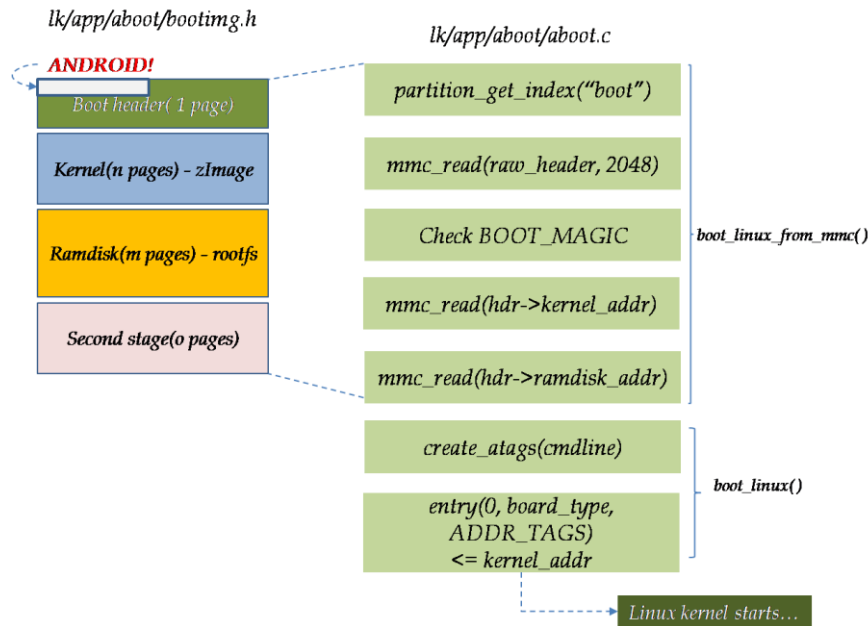 lk/app/aboot/bootimg.h
ANDROID!
Boot header( 1 page)
Kernel(n pages) - zImage
Ramdisk(m pages) - rootfs
Second stage(o pages)
lk/app/aboot/aboot.c
partition_get_index(“boot”)
mmc_read(raw_header, 2048)
Check BOOT_MAGIC
mmc_read(hdr->kernel_addr)
mmc_read(hdr->ramdisk_addr)
boot_linux_from_mmc()
create_atags(cmdline)
entry(0, board_type,
ADDR_TAGS)
<= kernel_addr
boot_linux()
Linux kernel starts…